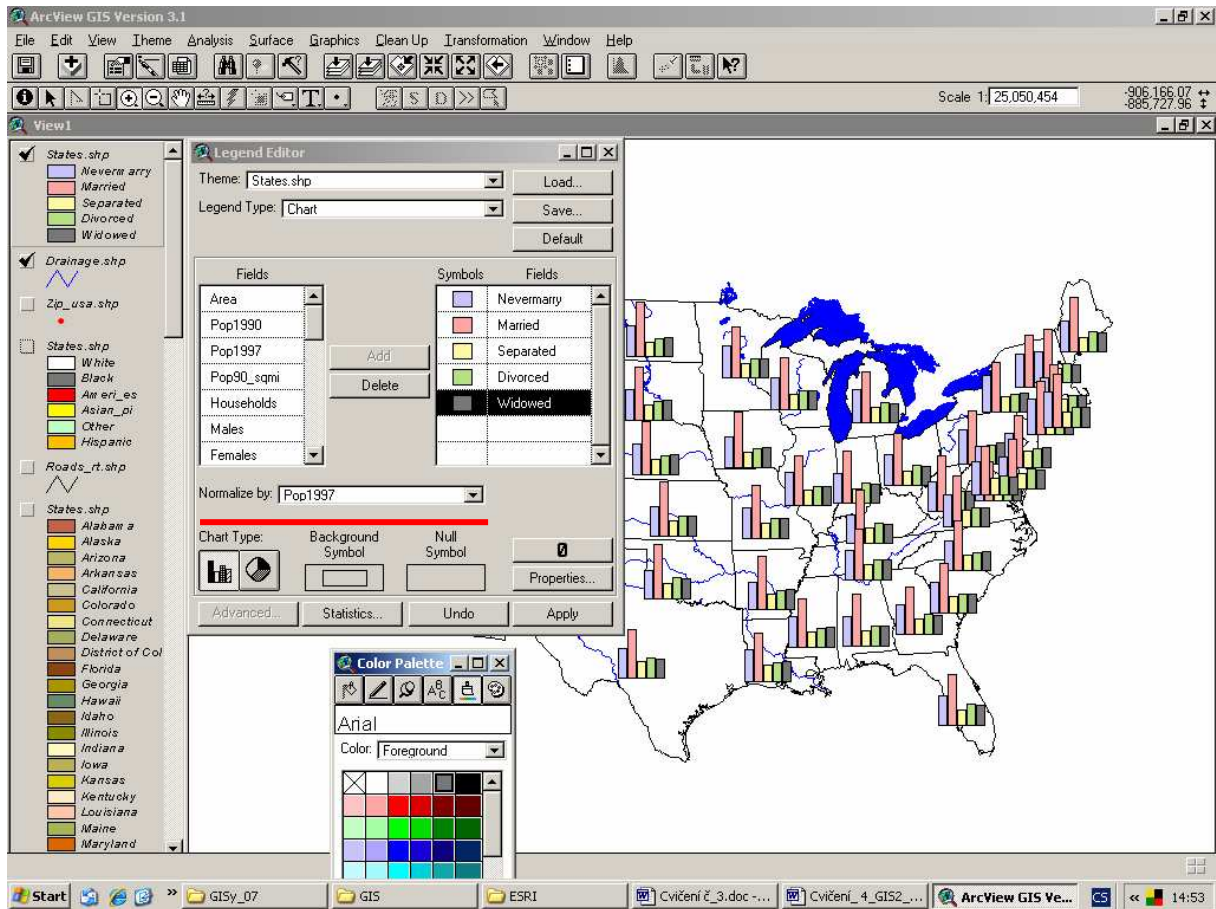 ArcView GIS Version 3.1
File Edit View Theme Analysis Surface Graphics Clean Up Transformation Window Help
Scale 1: 25,050,454
-906,166.07
-885,727.96
View1
States.shp
Neverm arry
Married
Separated
Divorced
Widowed
Drainage.shp
Zip_usa.shp
States.shp
White
Black
Am eri_es
Asian_pi
Other
Hispanic
Roads_rt.shp
States.shp
Alabam a
Alaska
Arizona
Arkansas
California
Colorado
Connecticut
Delaware
District of Col
Florida
Georgia
Hawaii
Idaho
Illinois
Indiana
Iowa
Kansas
Kentucky
Louisiana
Maine
Maryland
Legend Editor
Theme: States.shp
Load...
Legend Type: Chart
Save...
Default
Fields
Area
Pop1990
Pop1997
Pop90_sqmi
Households
Males
Females
Add
Delete
Symbols Fields
Nevermarry
Married
Separated
Divorced
Widowed
Normalize by: Pop1997
Chart Type:
Background Symbol
Null Symbol
0
Properties...
Advanced... Statistics... Undo Apply
Color Palette
Arial
Color: Foreground
Start » GISy_07 GIS ESRI Cvičení č_3.doc -... Cvičení_ 4_GIS2_... ArcView GIS Ve... CS « 14:53